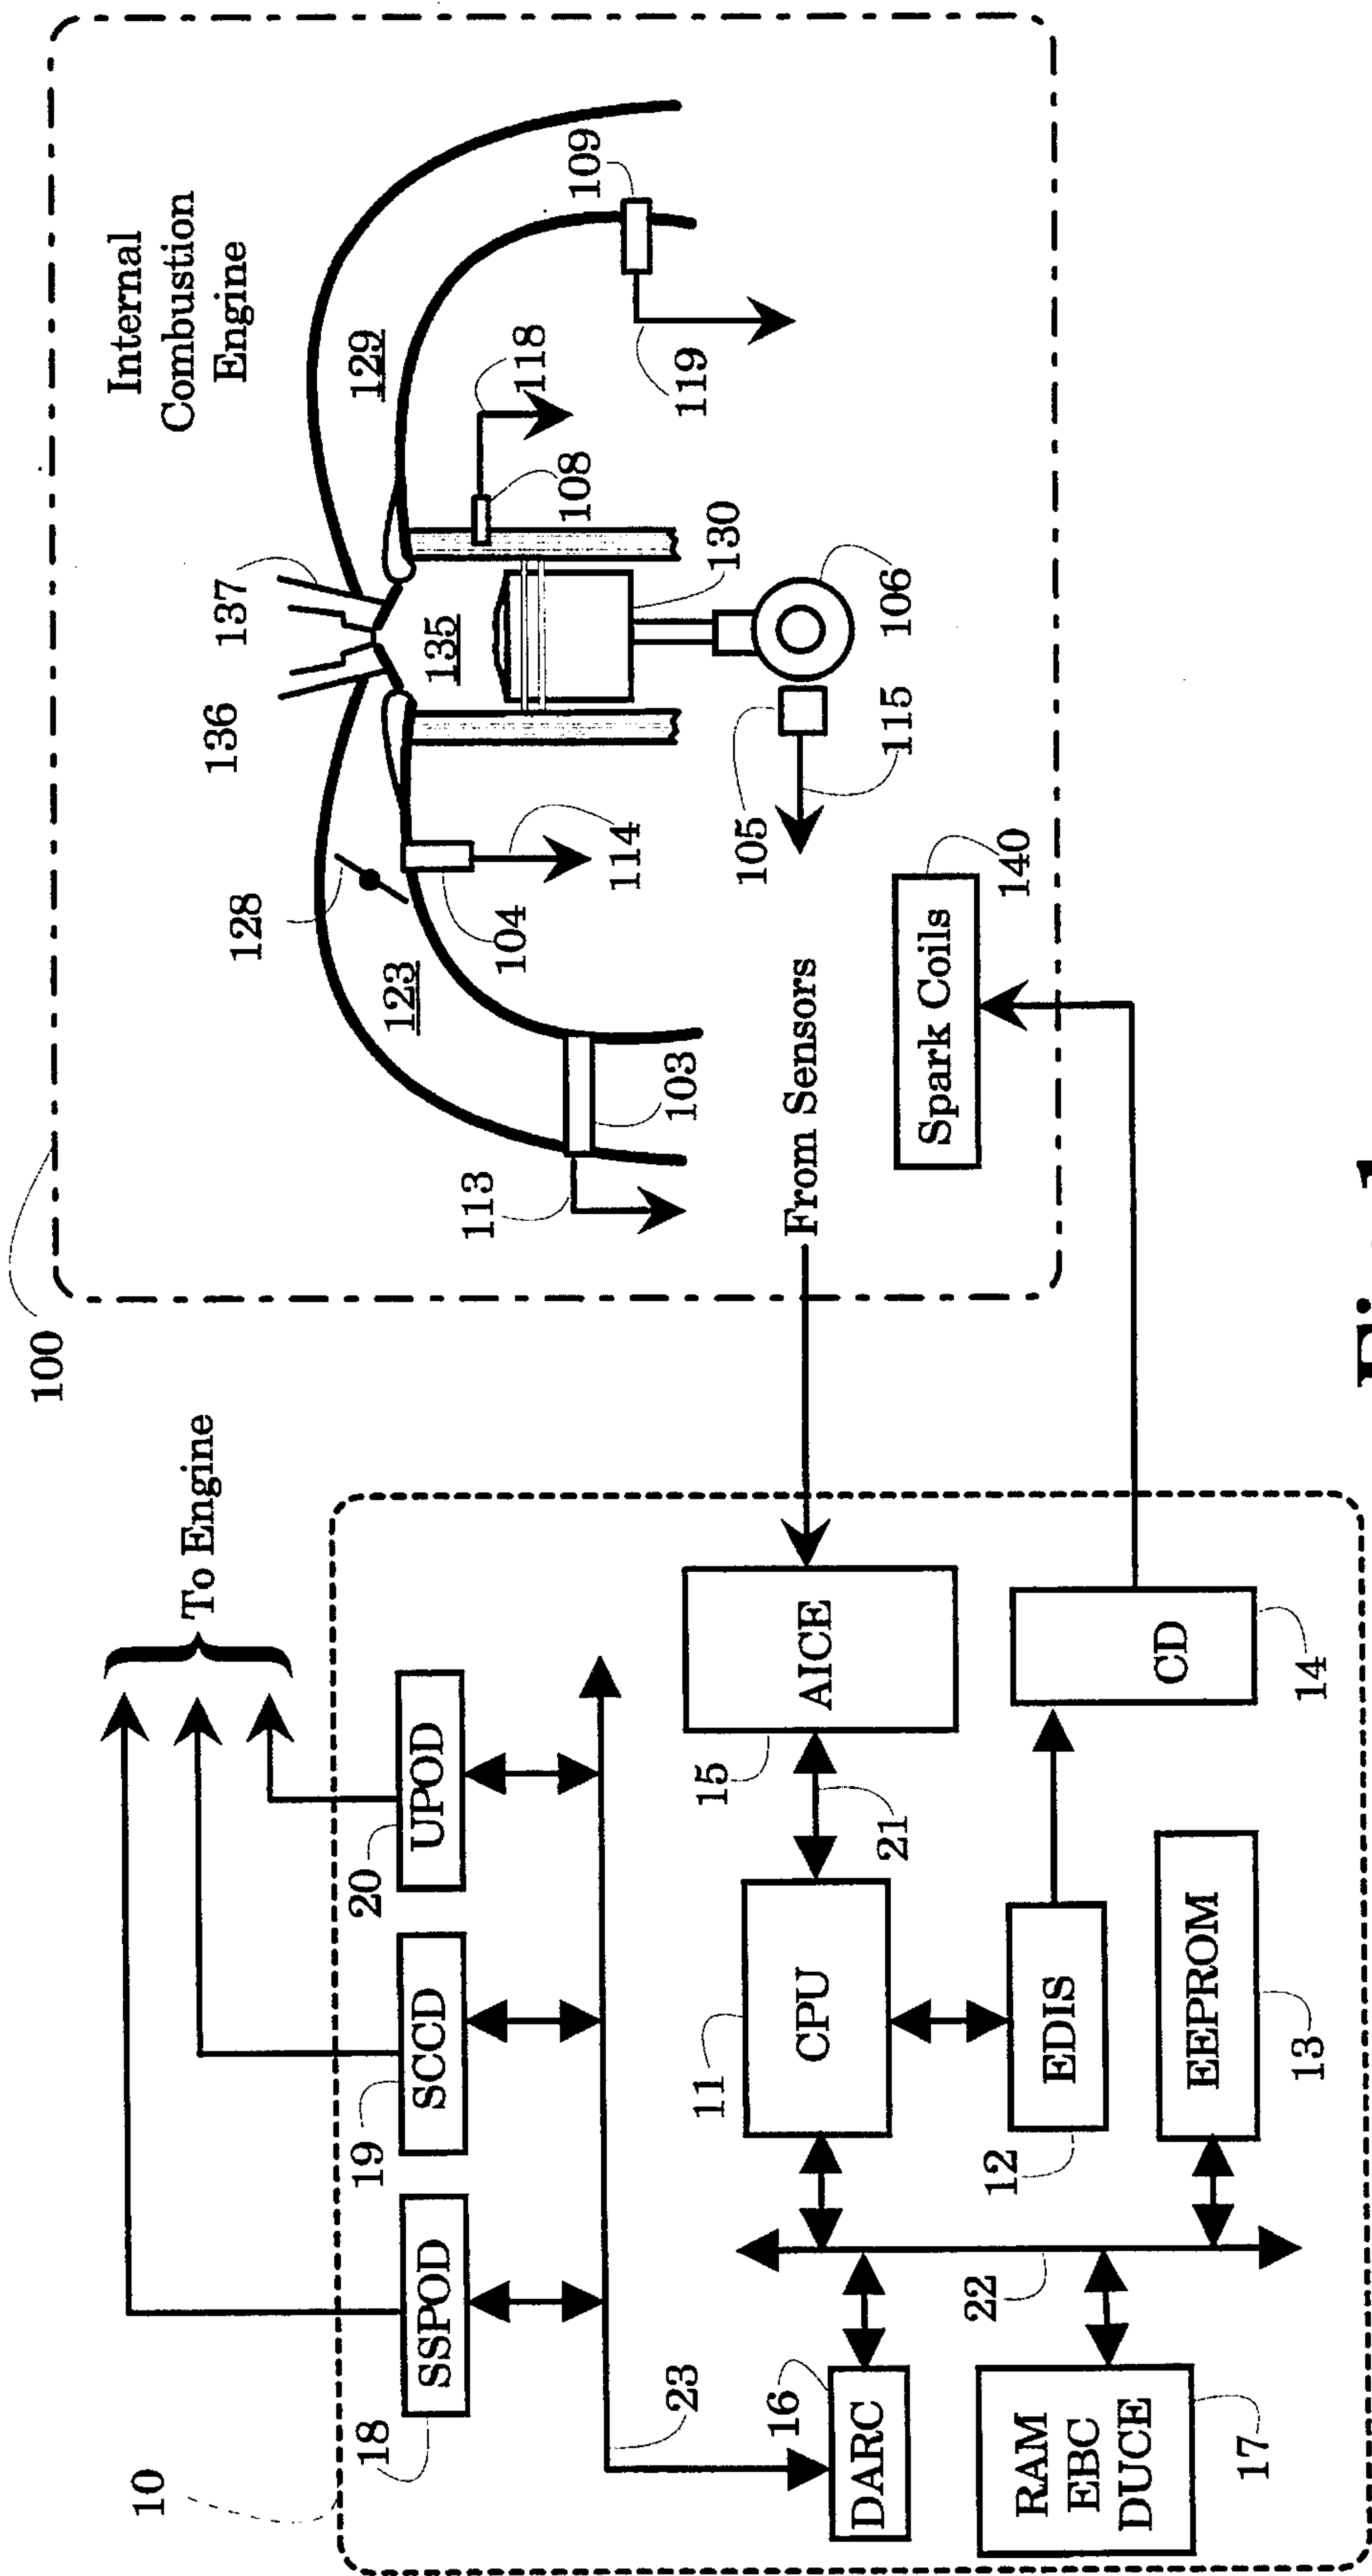 100
Internal
Combustion
Engine
137
136
128
129
123
135
109
119
118
108
130
106
105
115
114
104
103
113
From Sensors
Spark Coils
140
To Engine
10
18
SSPOD
19
SCCD
20
UPOD
23
15
AICE
21
11
CPU
16
DARC
22
12
EDIS
CD
14
RAM
EBC
DUCE
17
EEPROM
13